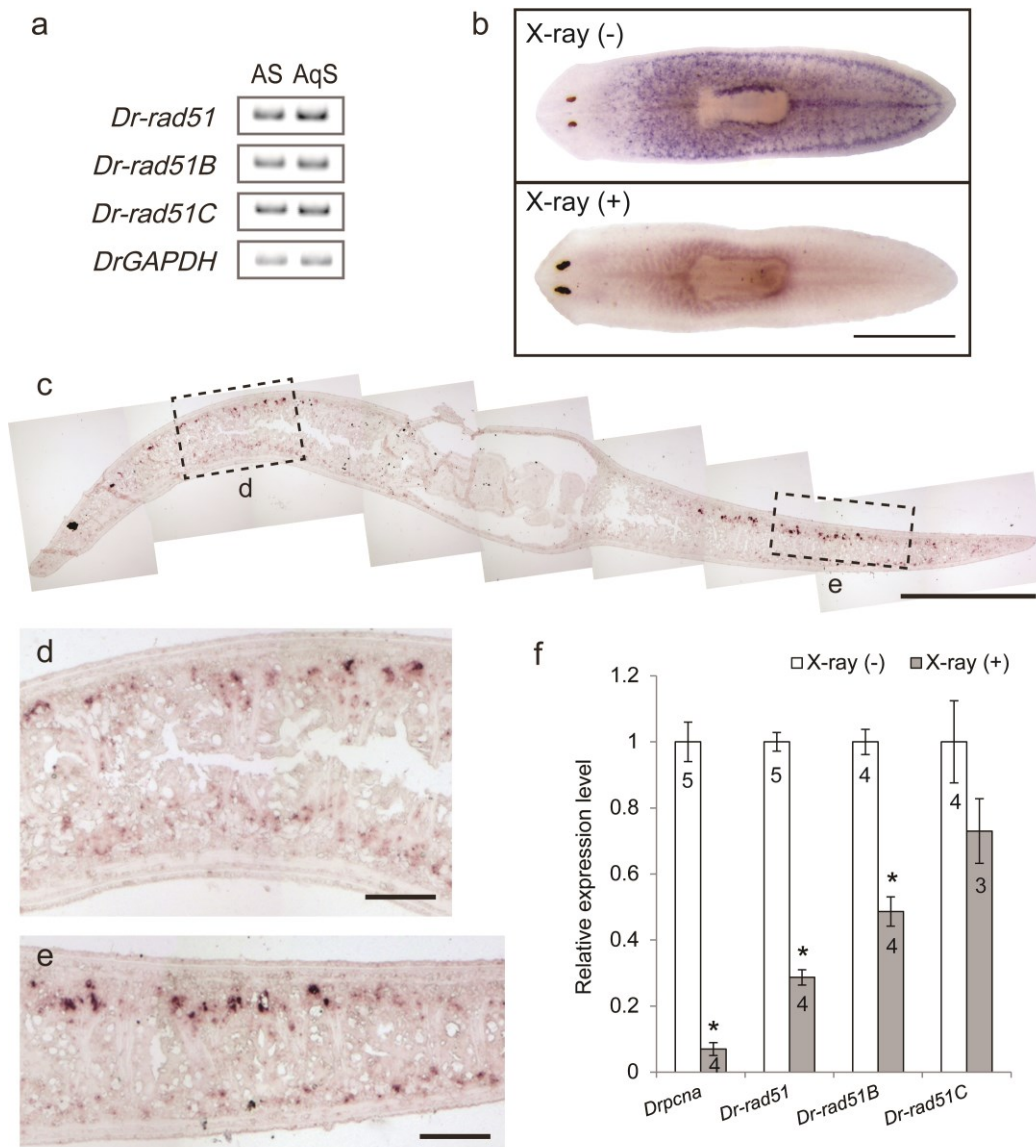 a
AS AqS
Dr-rad51
Dr-rad51B
Dr-rad51C
DrGAPDH
b
X-ray (-)
X-ray (+)
c
d
e
d
e
f
X-ray (-) X-ray (+)
Relative expression level
1.2
1
0.8
0.6
0.4
0.2
0
5
*
4
5
*
4
4
*
4
4
3
Drpcna
Dr-rad51
Dr-rad51B
Dr-rad51C